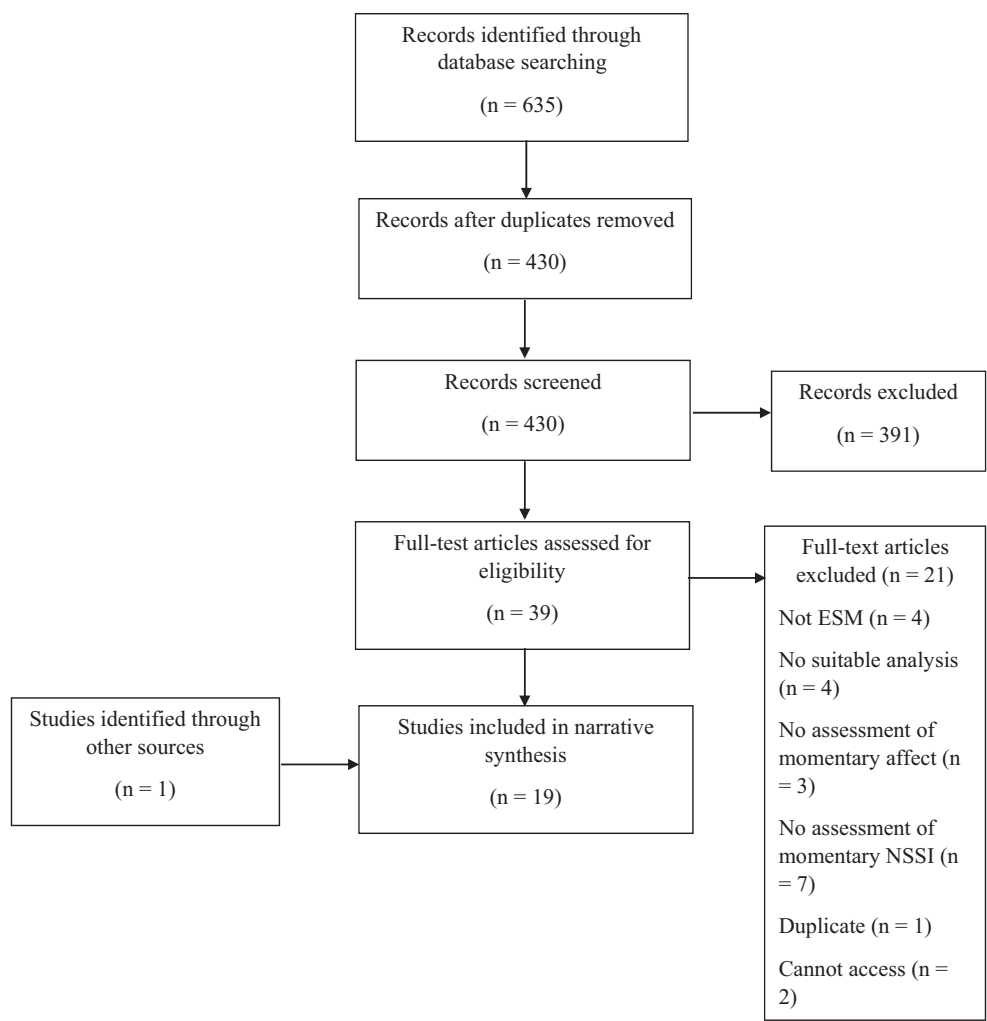 Records identified through
database searching
(n = 635)
Records after duplicates removed
(n = 430)
Records screened
(n = 430)
Records excluded
(n = 391)
Full-test articles assessed for
eligibility
(n = 39)
Full-text articles
excluded (n = 21)
Not ESM (n = 4)
No suitable analysis
(n = 4)
No assessment of
momentary affect (n
= 3)
No assessment of
momentary NSSI (n
= 7)
Duplicate (n = 1)
Cannot access (n =
2)
Studies identified through
other sources
(n = 1)
Studies included in narrative
synthesis
(n = 19)